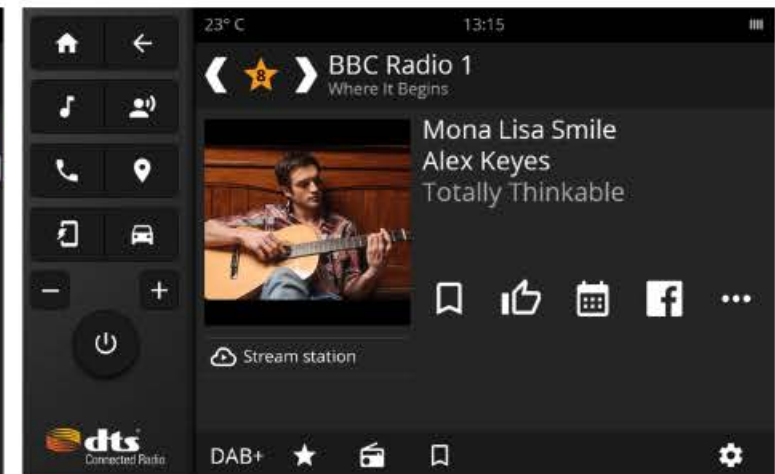 23° C
13:15
8
BBC Radio 1
Where It Begins
Mona Lisa Smile
Alex Keyes
Totally Thinkable
Stream station
dts
Connected Radio
DAB+